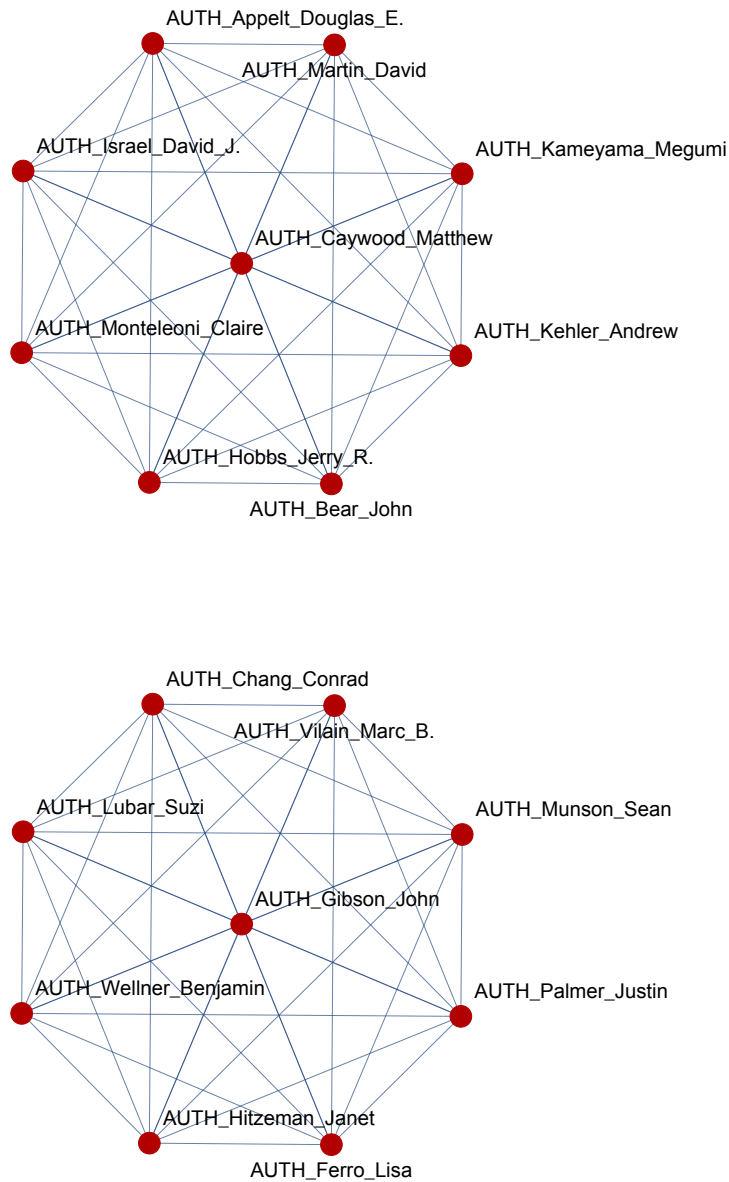 AUTH_Appelt_Douglas_E.
AUTH_Martin_David
AUTH_Israel_David_J.
AUTH_Kameyama_Megumi
AUTH_Caywood_Matthew
AUTH_Monteleoni_Claire
AUTH_Kehler_Andrew
AUTH_Hobbs_Jerry_R.
AUTH_Bear_John
AUTH_Chang_Conrad
AUTH_Vilain_Marc_B.
AUTH_Lubar_Suzi
AUTH_Munson_Sean
AUTH_Gibson_John
AUTH_Wellner_Benjamin
AUTH_Palmer_Justin
AUTH_Hitzeman_Janet
AUTH_Ferro_Lisa